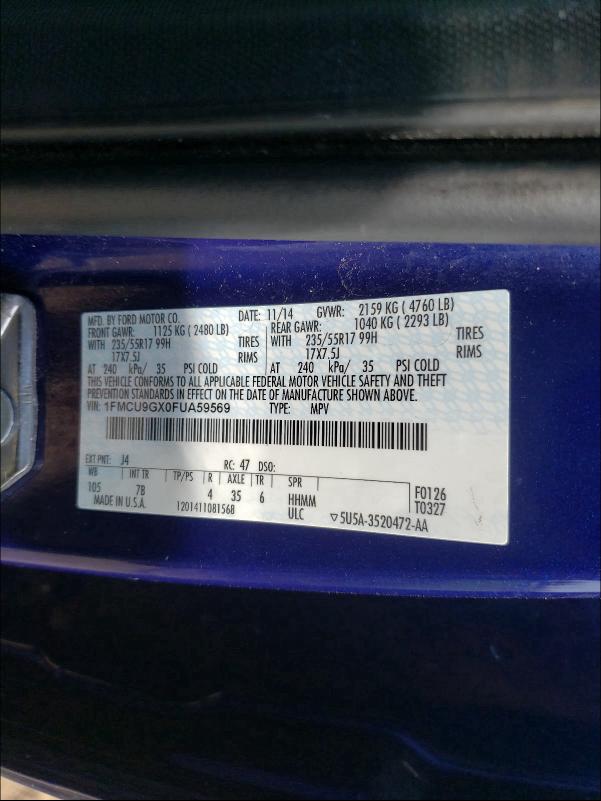 MFD. BY FORD MOTOR CO. DATE: 11/14 GVWR: 2159 KG ( 4760 LB)
FRONT GAWR: 1125 KG ( 2480 LB) REAR GAWR: 1040 KG ( 2293 LB)
WITH 235/55R17 99H TIRES WITH 235/55R17 99H TIRES
17X7.5J RIMS 17X7.5J RIMS
AT 240 kPa/ 35 PSI COLD AT 240 kPa/ 35 PSI COLD
THIS VEHICLE CONFORMS TO ALL APPLICABLE FEDERAL MOTOR VEHICLE SAFETY AND THEFT
PREVENTION STANDARDS IN EFFECT ON THE DATE OF MANUFACTURE SHOWN ABOVE.
VIN: 1FMCU9GX0FUA59569 TYPE: MPV
EXT PNT: J4 RC: 47 DSO:
WB INT TR TP/PS R AXLE TR SPR
105 7B 4 35 6 HHMM F0126
MADE IN U.S.A. 1201411081568 ULC ▽5U5A-3520472-AA T0327